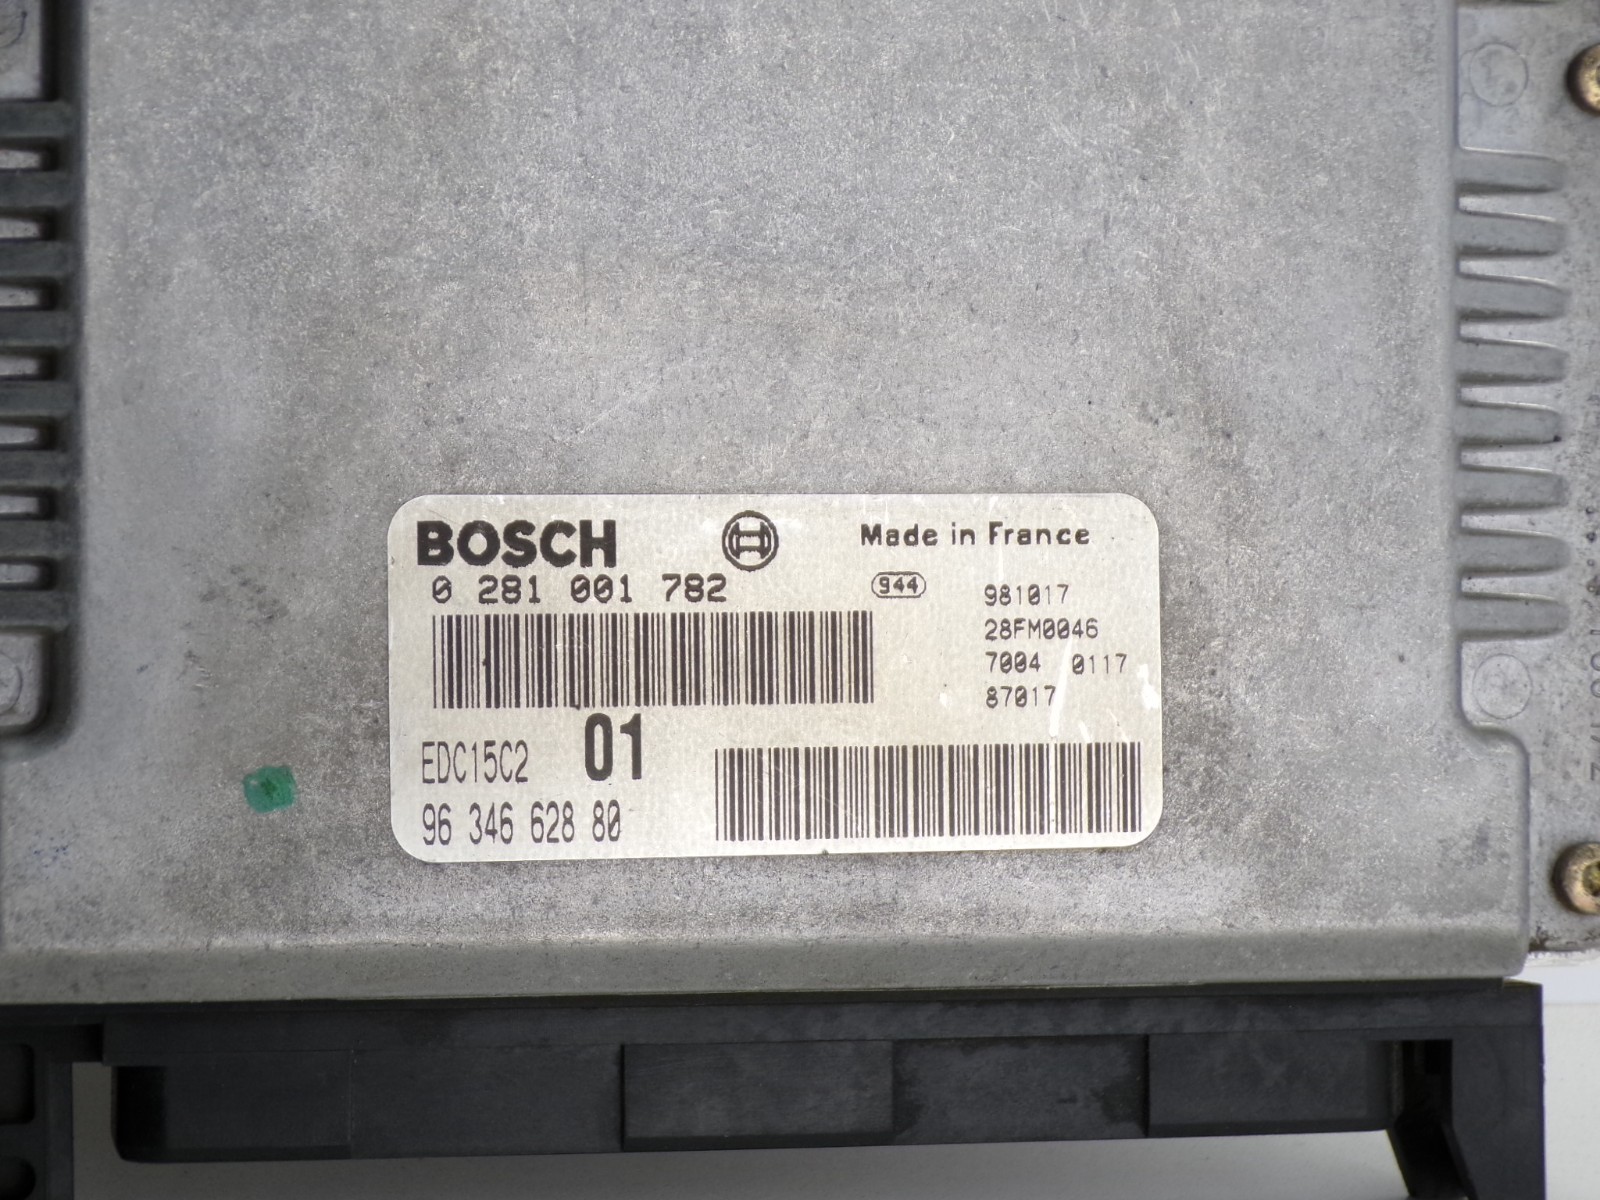 BOSCH
Made in France
0 281 001 782
944
981017
28FM0046
7004 0117
87017
EDC15C2 01
96 346 628 80